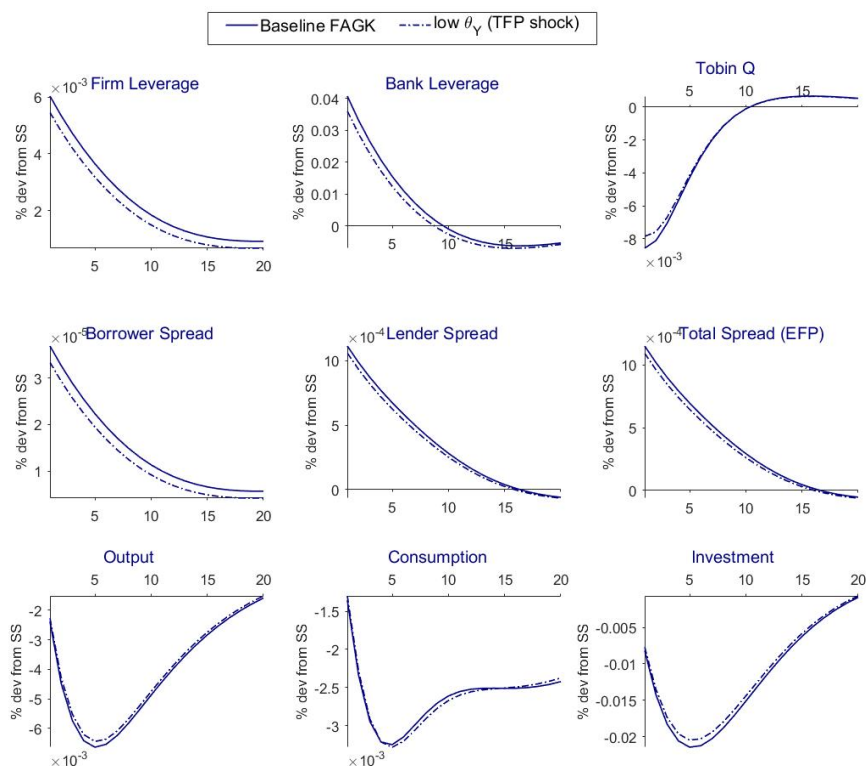 Baseline FAGK low θ_Y (TFP shock)
×10^-3 Firm Leverage
% dev from SS
6
4
2
5 10 15 20
Bank Leverage
% dev from SS
0.04
0.03
0.02
0.01
0
5 10 15
Tobin Q
5 10 15
% dev from SS
0
-2
-4
-6
-8
×10^-3
×10^-5 Borrower Spread
% dev from SS
3
2
1
5 10 15 20
×10^-4 Lender Spread
% dev from SS
10
5
0
5 10 15
×10^-4 Total Spread (EFP)
% dev from SS
10
5
0
5 10 15
Output
5 10 15 20
% dev from SS
-2
-3
-4
-5
-6
×10^-3
Consumption
5 10 15 20
% dev from SS
-1.5
-2
-2.5
-3
×10^-3
Investment
5 10 15 20
% dev from SS
-0.005
-0.01
-0.015
-0.02